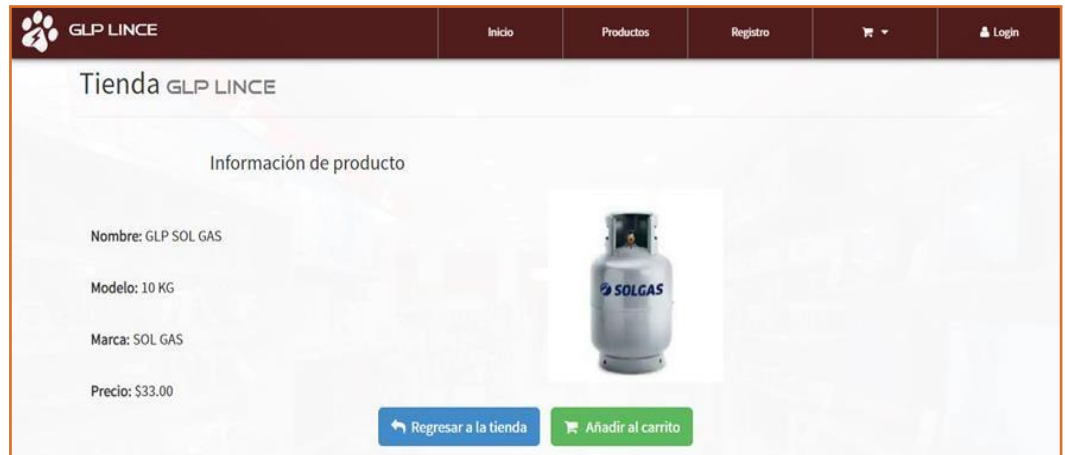 GLP LINCE Inicio Productos Registro Login
Tienda GLP LINCE
Información de producto
Nombre: GLP SOL GAS
Modelo: 10 KG
SOLGAS
Marca: SOL GAS
Precio: $33.00
Regresar a la tienda Añadir al carrito